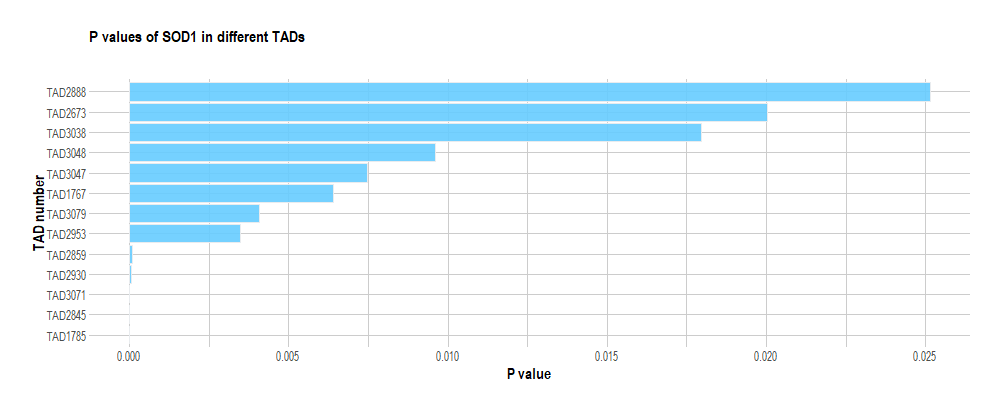 P values of SOD1 in different TADs
TAD number
TAD2888
TAD2673
TAD3038
TAD3048
TAD3047
TAD1767
TAD3079
TAD2953
TAD2859
TAD2930
TAD3071
TAD2845
TAD1785
0.000 0.005 0.010 0.015 0.020 0.025
P value